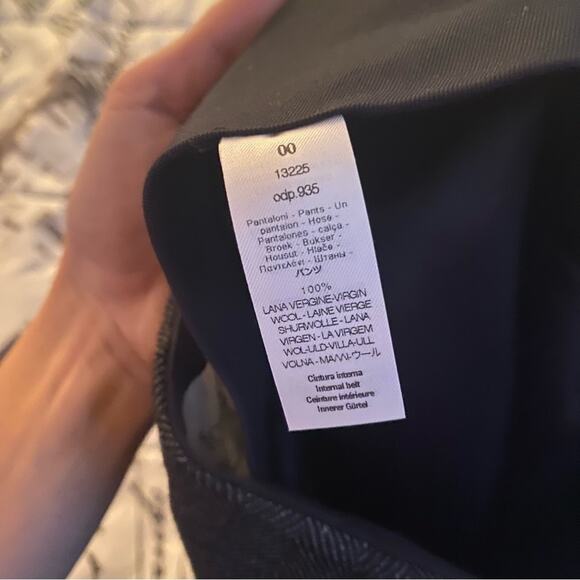 00
13225
odp.935
Pantaloni - Pants - Un
pantalon - Hose -
Pantalones - calça -
Broek - Bukser -
Housut - Hlače -
Παντελόνι - Штаны -
パンツ
100%
LANA VERGINE-VIRGIN
WOOL - LAINE VIERGE
SHURWOLLE - LANA
VIRGEN - LA VIRGEM
WOL-ULD-VILLA-ULL
VOLNA - ΜΑΛΛΙ-ウール
Cintura interna
Internal belt
Ceinture intérieure
Innerer Gürtel